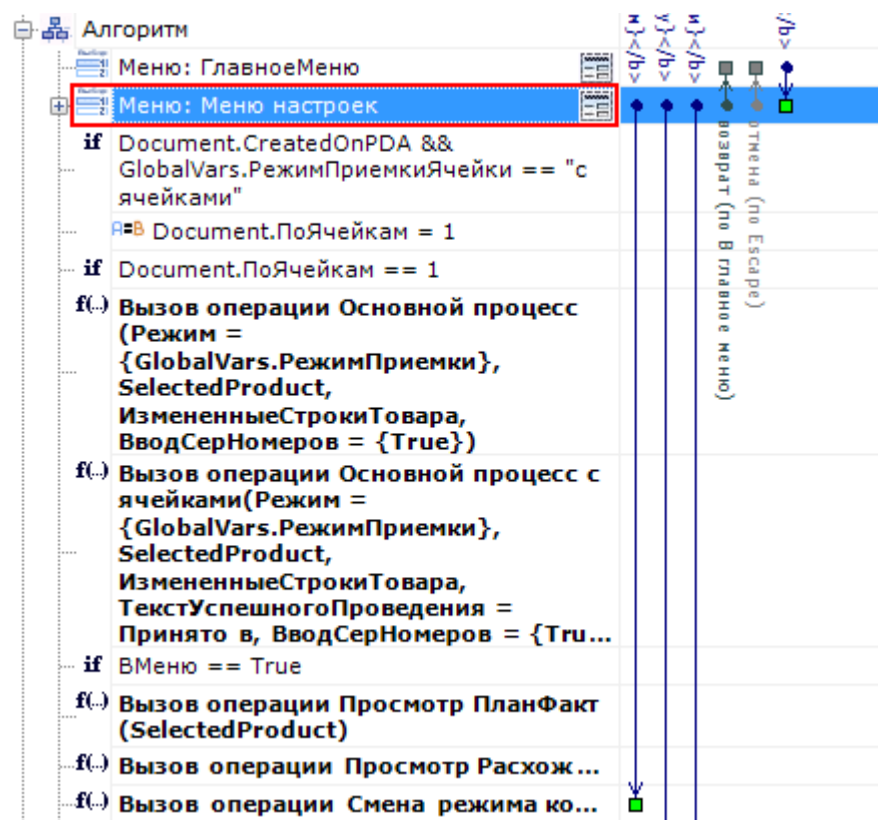 Алгоритм
Меню: ГлавноеМеню
Меню: Меню настроек
if Document.CreatedOnPDA &&
GlobalVars.РежимПриемкиЯчейки == "с
ячейками"
A=B Document.ПоЯчейкам = 1
if Document.ПоЯчейкам == 1
f(..) Вызов операции Основной процесс
(Режим =
{GlobalVars.РежимПриемки},
SelectedProduct,
ИзмененныеСтрокиТовара,
ВводСерНомеров = {True})
f(..) Вызов операции Основной процесс с
ячейками(Режим =
{GlobalVars.РежимПриемки},
SelectedProduct,
ИзмененныеСтрокиТовара,
ТекстУспешногоПроведения =
Принято в, ВводСерНомеров = {Tru...
if ВМеню == True
f(..) Вызов операции Просмотр ПланФакт
(SelectedProduct)
f(..) Вызов операции Просмотр Расхож...
f(..) Вызов операции Смена режима ко...
м}</b>
у}</b>
м}</b>
возврат (по В главное меню)
отмена (по Escape)
/b>